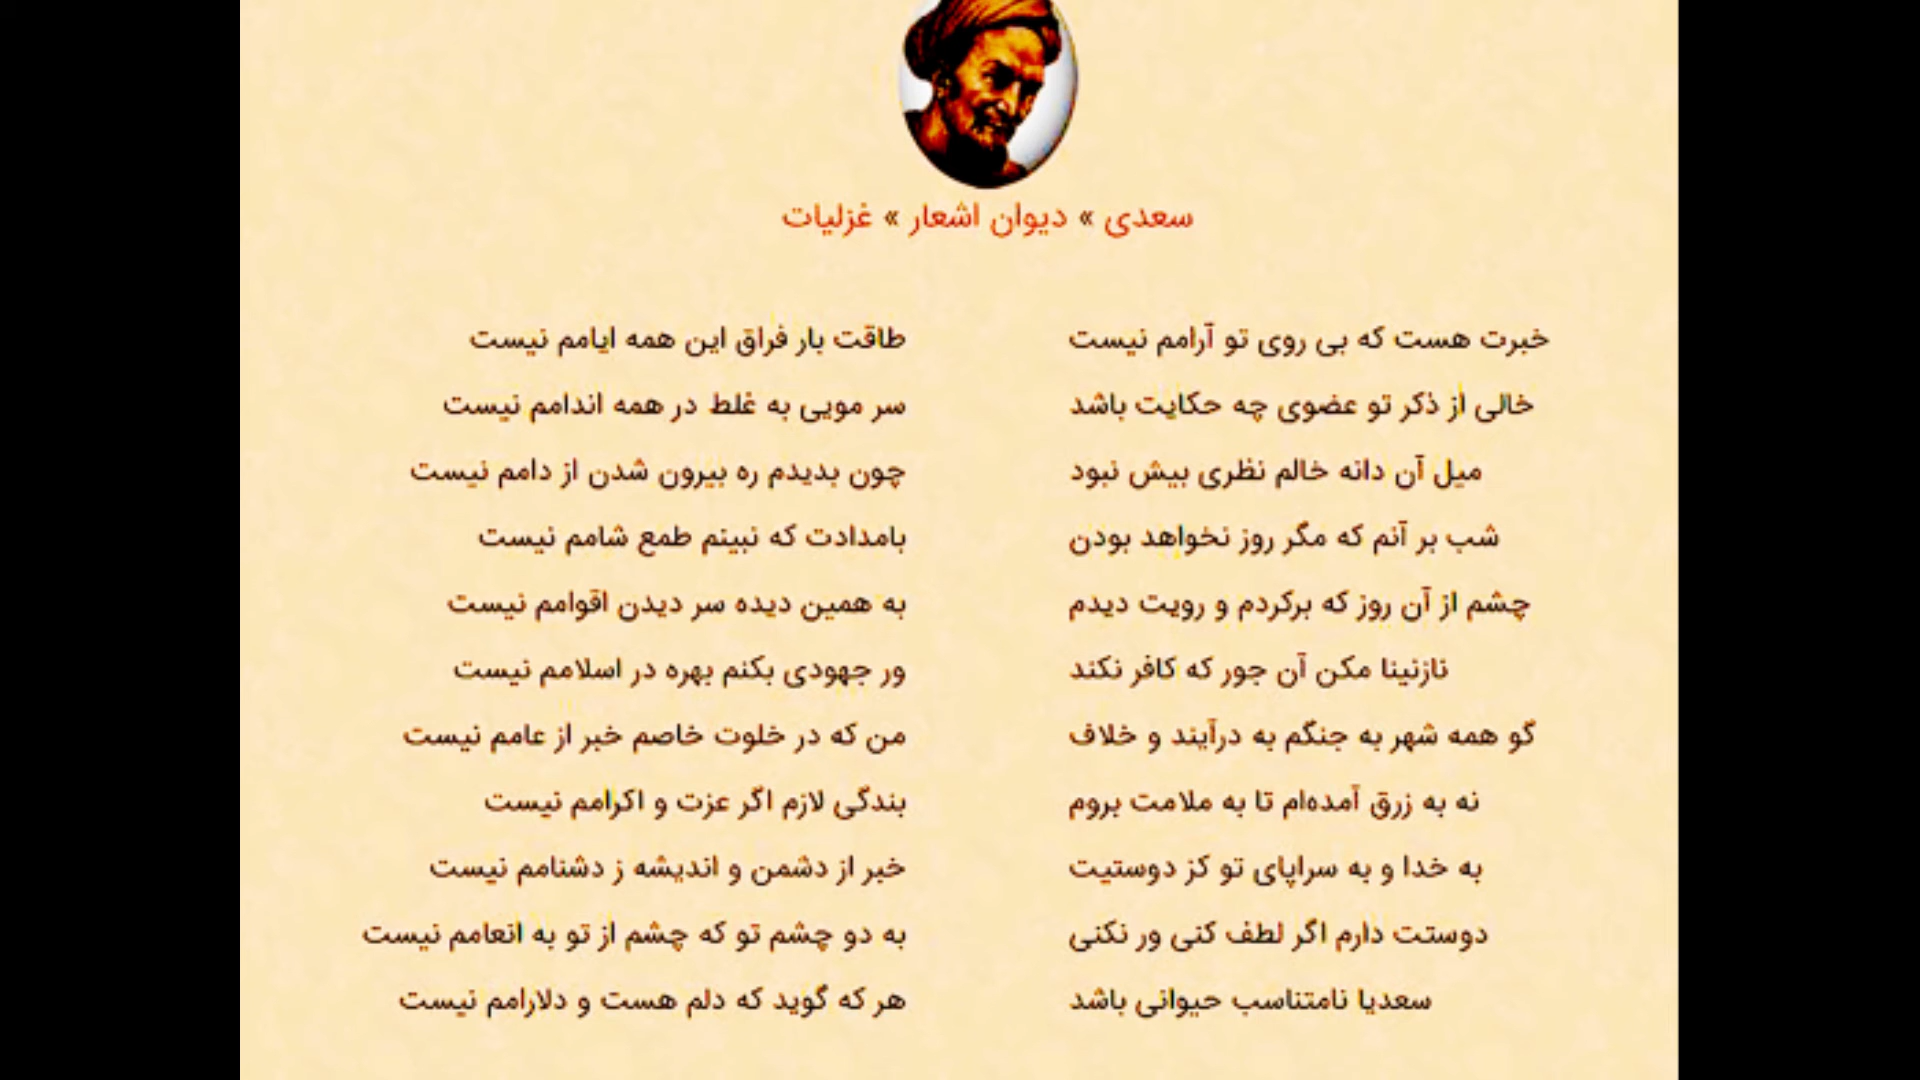 سعدی » دیوان اشعار » غزلیات
خبرت هست که بی روی تو آرامم نیست طاقت بار فراق این همه ایامم نیست
خالی از ذکر تو عضوی چه حکایت باشد سر مویی به غلط در همه اندامم نیست
میل آن دانه خالم نظری بیش نبود چون بدیدم ره بیرون شدن از دامم نیست
شب بر آنم که مگر روز نخواهد بودن بامدادت که نبینم طمع شامم نیست
چشم از آن روز که برکردم و رویت دیدم به همین دیده سر دیدن اقوامم نیست
نازنینا مکن آن جور که کافر نکند ور جهودی بکنم بهره در اسلامم نیست
گو همه شهر به جنگم به درآیند و خلاف من که در خلوت خاصم خبر از عامم نیست
نه به زرق آمده‌ام تا به ملامت بروم بندگی لازم اگر عزت و اکرامم نیست
به خدا و به سراپای تو کز دوستیت خبر از دشمن و اندیشه ز دشنامم نیست
دوستت دارم اگر لطف کنی ور نکنی به دو چشم تو که چشم از تو به انعامم نیست
سعدیا نامتناسب حیوانی باشد هر که گوید که دلم هست و دلارامم نیست